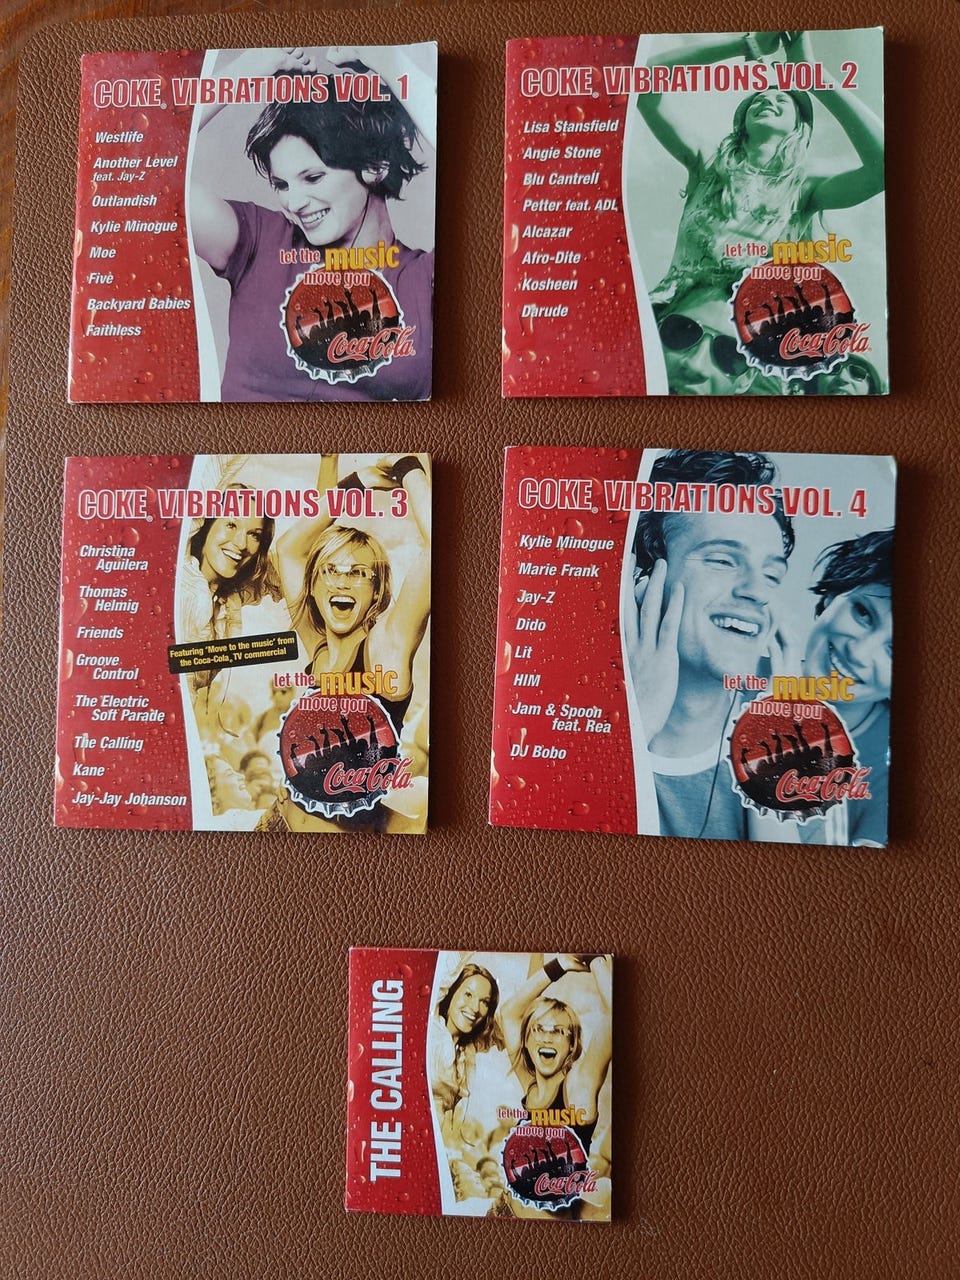 COKE® VIBRATIONS VOL. 1
Westlife
Another Level
feat. Jay-Z
Outlandish
Kylie Minogue
Moe
Five
Backyard Babies
Faithless
let the music
move you
Coca-Cola®
COKE® VIBRATIONS VOL. 2
Lisa Stansfield
Angie Stone
Blu Cantrell
Petter feat. ADL
Alcazar
Afro-Dite
Kosheen
Darude
let the music
move you
Coca-Cola®
COKE® VIBRATIONS VOL. 3
Christina
Aguilera
Thomas
Helmig
Friends
Groove
Control
The Electric
Soft Parade
The Calling
Kane
Jay-Jay Johanson
Featuring 'Move to the music' from
the Coca-Cola® TV commercial
let the music
move you
Coca-Cola®
COKE® VIBRATIONS VOL. 4
Kylie Minogue
Marie Frank
Jay-Z
Dido
Lit
HIM
Jam & Spoon
feat. Rea
DJ Bobo
let the music
move you
Coca-Cola®
THE CALLING
let the music
move you
Coca-Cola®